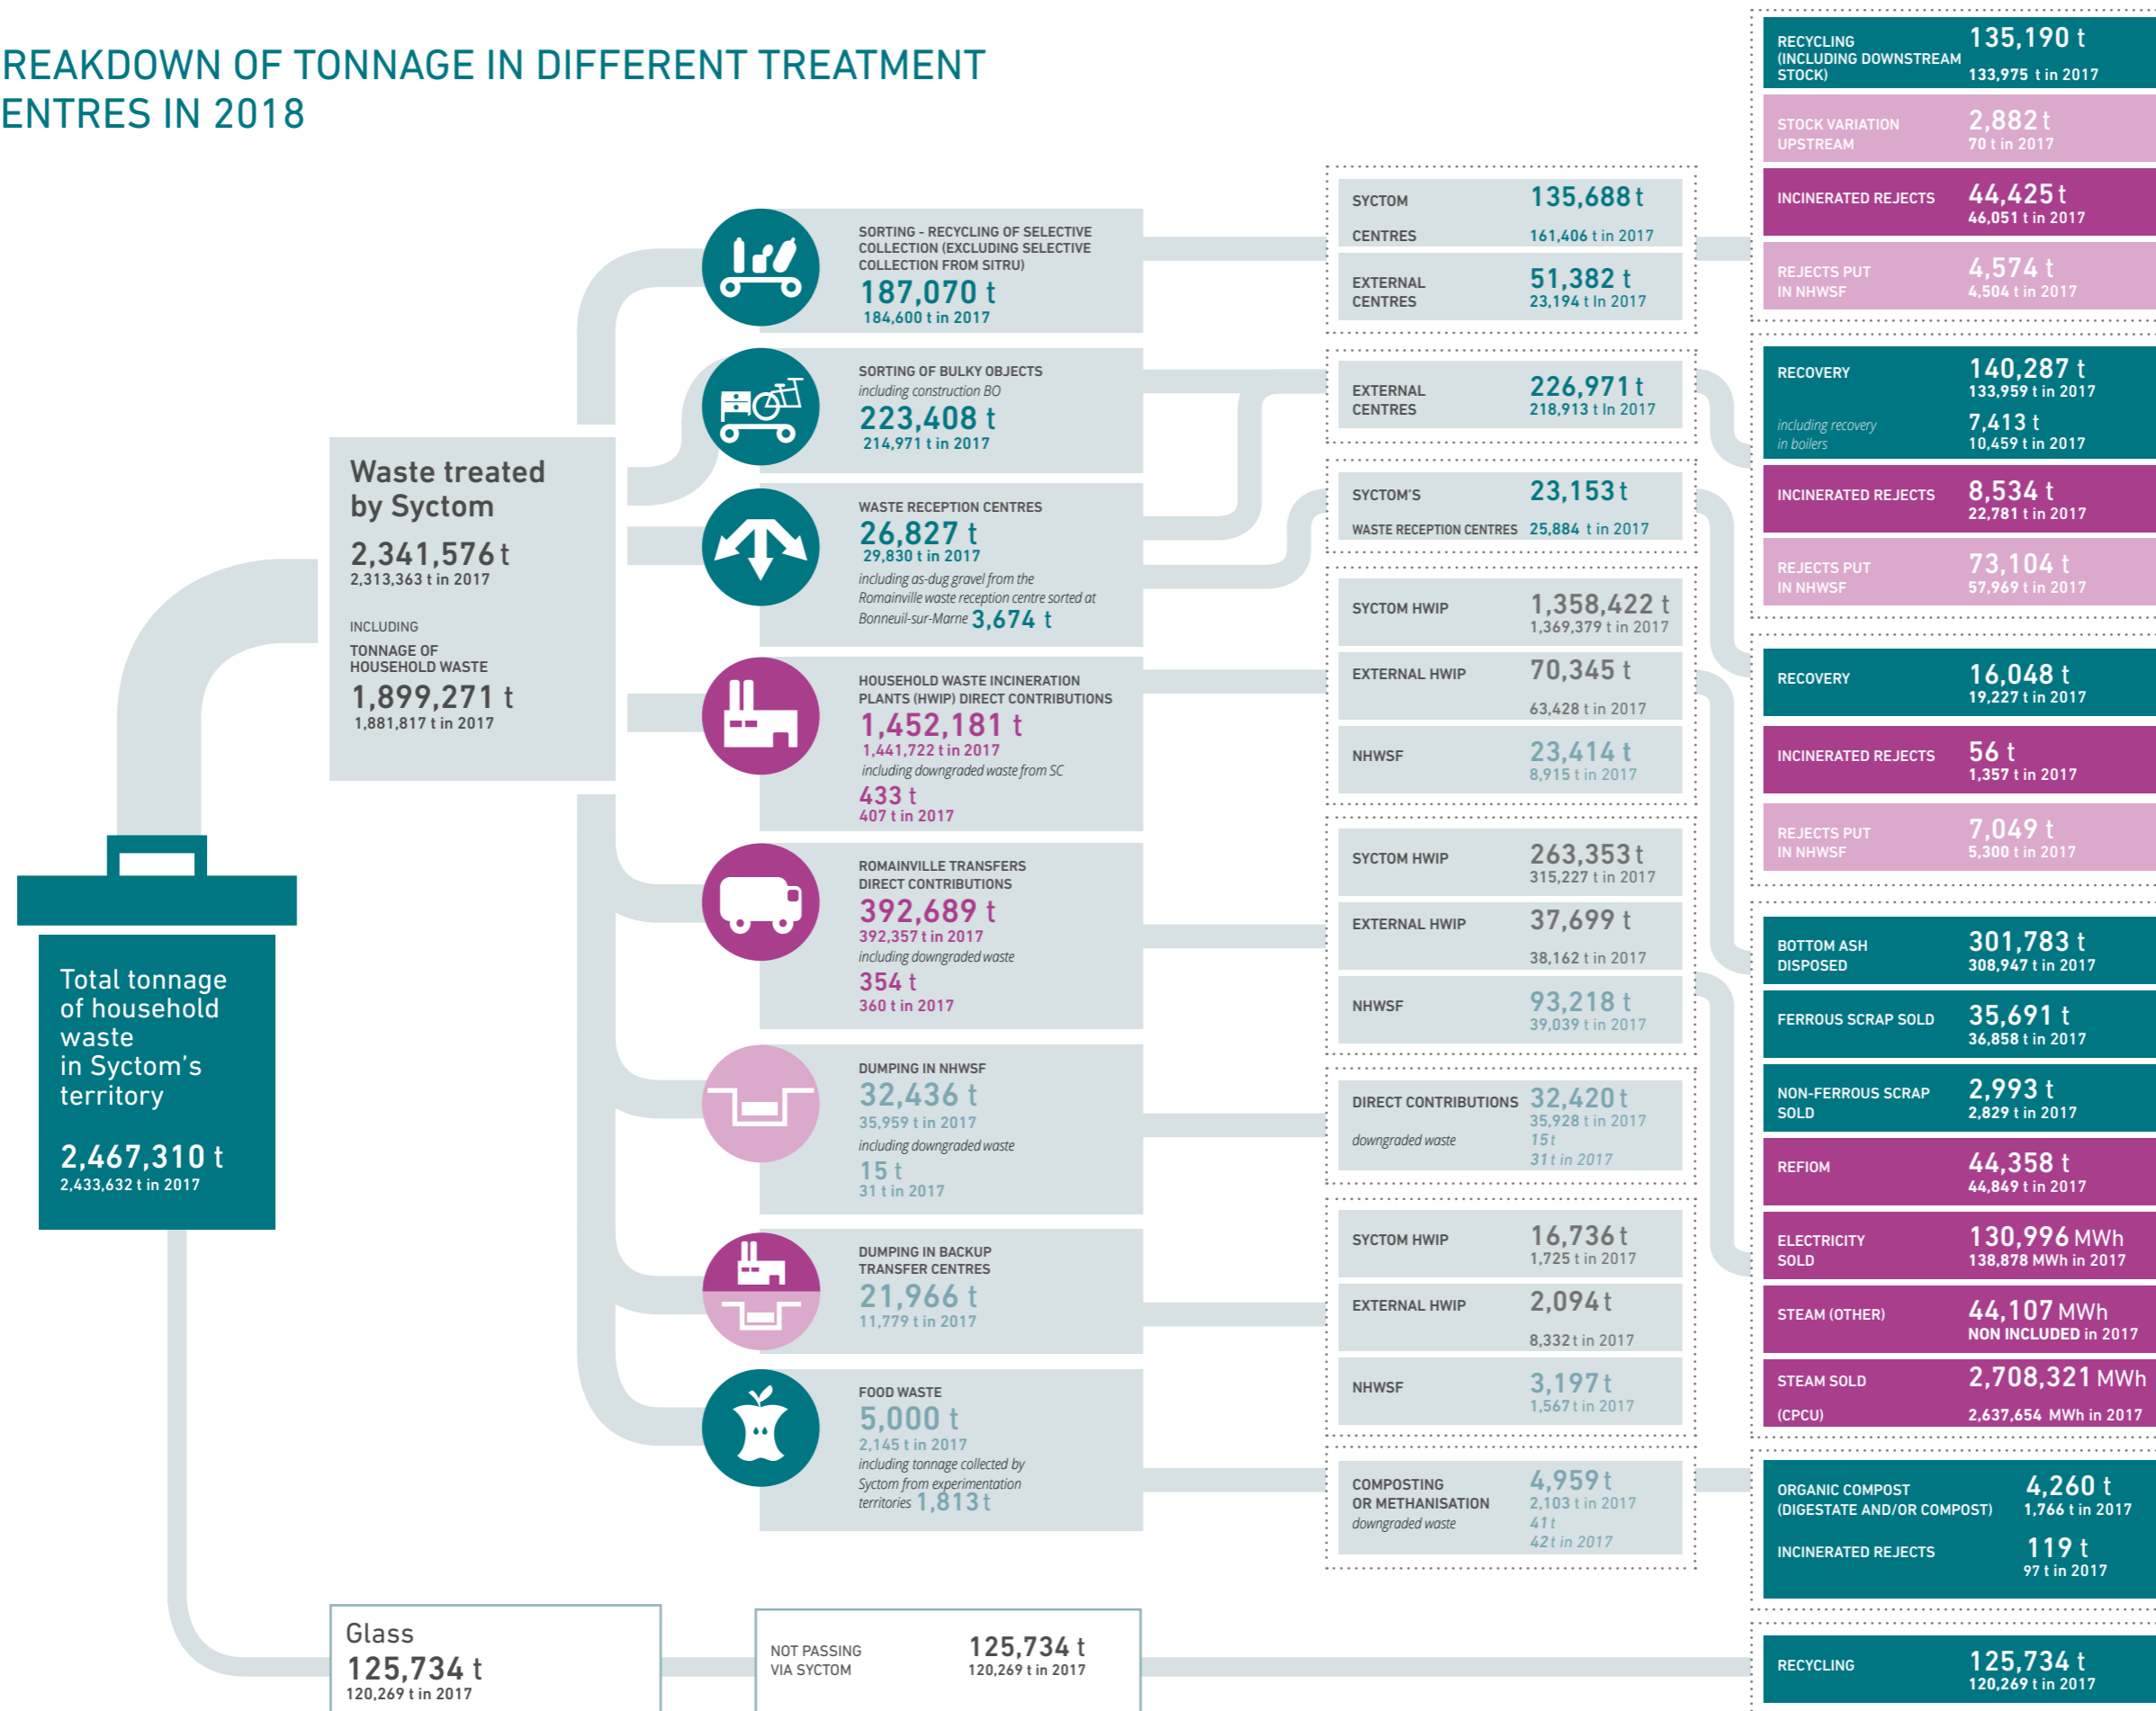 REAKDOWN OF TONNAGE IN DIFFERENT TREATMENT
ENTRES IN 2018
Total tonnage
of household
waste
in Syctom's
territory
2,467,310 t
2,433,632 t in 2017
Waste treated
by Syctom
2,341,576 t
2,313,363 t in 2017
INCLUDING
TONNAGE OF
HOUSEHOLD WASTE
1,899,271 t
1,881,817 t in 2017
Glass
125,734 t
120,269 t in 2017
SORTING - RECYCLING OF SELECTIVE
COLLECTION (EXCLUDING SELECTIVE
COLLECTION FROM SITRU)
187,070 t
184,600 t in 2017
SORTING OF BULKY OBJECTS
including construction BO
223,408 t
214,971 t in 2017
WASTE RECEPTION CENTRES
26,827 t
29,830 t in 2017
including as-dug gravel from the
Romainville waste reception centre sorted at
Bonneuil-sur-Marne 3,674 t
HOUSEHOLD WASTE INCINERATION
PLANTS (HWIP) DIRECT CONTRIBUTIONS
1,452,181 t
1,441,722 t in 2017
including downgraded waste from SC
433 t
407 t in 2017
ROMAINVILLE TRANSFERS
DIRECT CONTRIBUTIONS
392,689 t
392,357 t in 2017
including downgraded waste
354 t
360 t in 2017
DUMPING IN NHWSF
32,436 t
35,959 t in 2017
including downgraded waste
15 t
31 t in 2017
DUMPING IN BACKUP
TRANSFER CENTRES
21,966 t
11,779 t in 2017
FOOD WASTE
5,000 t
2,145 t in 2017
including tonnage collected by
Syctom from experimentation
territories 1,813 t
NOT PASSING 125,734 t
VIA SYCTOM 120,269 t in 2017
SYCTOM 135,688 t
CENTRES 161,406 t in 2017
EXTERNAL 51,382 t
CENTRES 23,194 t In 2017
EXTERNAL 226,971 t
CENTRES 218,913 t In 2017
SYCTOM'S 23,153 t
WASTE RECEPTION CENTRES 25,884 t in 2017
SYCTOM HWIP 1,358,422 t
1,369,379 t in 2017
EXTERNAL HWIP 70,345 t
63,428 t in 2017
NHWSF 23,414 t
8,915 t in 2017
SYCTOM HWIP 263,353 t
315,227 t in 2017
EXTERNAL HWIP 37,699 t
38,162 t in 2017
NHWSF 93,218 t
39,039 t in 2017
DIRECT CONTRIBUTIONS 32,420 t
35,928 t in 2017
downgraded waste 15 t
31 t in 2017
SYCTOM HWIP 16,736 t
1,725 t in 2017
EXTERNAL HWIP 2,094 t
8,332 t in 2017
NHWSF 3,197 t
1,567 t in 2017
COMPOSTING 4,959 t
OR METHANISATION 2,103 t in 2017
downgraded waste 41 t
42 t in 2017
RECYCLING 135,190 t
(INCLUDING DOWNSTREAM
STOCK) 133,975 t in 2017
STOCK VARIATION 2,882 t
UPSTREAM 70 t in 2017
INCINERATED REJECTS 44,425 t
46,051 t in 2017
REJECTS PUT 4,574 t
IN NHWSF 4,504 t in 2017
RECOVERY 140,287 t
133,959 t in 2017
including recovery 7,413 t
in boilers 10,459 t in 2017
INCINERATED REJECTS 8,534 t
22,781 t in 2017
REJECTS PUT 73,104 t
IN NHWSF 57,969 t in 2017
RECOVERY 16,048 t
19,227 t in 2017
INCINERATED REJECTS 56 t
1,357 t in 2017
REJECTS PUT 7,049 t
IN NHWSF 5,300 t in 2017
BOTTOM ASH 301,783 t
DISPOSED 308,947 t in 2017
FERROUS SCRAP SOLD 35,691 t
36,858 t in 2017
NON-FERROUS SCRAP 2,993 t
SOLD 2,829 t in 2017
REFIOM 44,358 t
44,849 t in 2017
ELECTRICITY 130,996 MWh
SOLD 138,878 MWh in 2017
STEAM (OTHER) 44,107 MWh
NON INCLUDED in 2017
STEAM SOLD 2,708,321 MWh
(CPCU) 2,637,654 MWh in 2017
ORGANIC COMPOST 4,260 t
(DIGESTATE AND/OR COMPOST) 1,766 t in 2017
INCINERATED REJECTS 119 t
97 t in 2017
RECYCLING 125,734 t
120,269 t in 2017